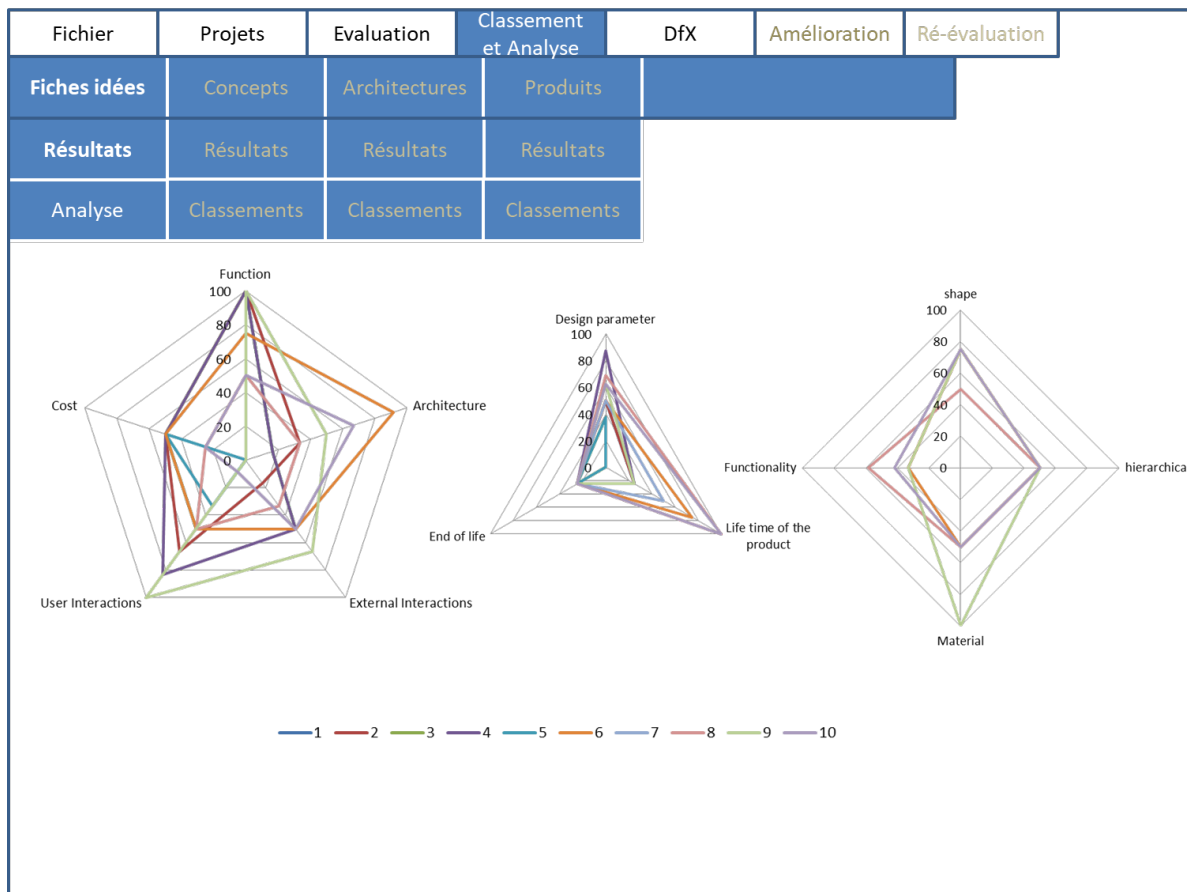 Fichier
Projets
Evaluation
Classement
et Analyse
DfX
Amélioration
Ré-évaluation
Fiches idées
Concepts
Architectures
Produits
Résultats
Résultats
Résultats
Résultats
Analyse
Classements
Classements
Classements
Function
100
80
60
40
20
0
Cost
Architecture
User Interactions
External Interactions
Design parameter
100
80
60
40
20
0
End of life
Life time of the
product
shape
100
80
60
40
20
0
Functionality
hierarchica
Material
1 2 3 4 5 6 7 8 9 10